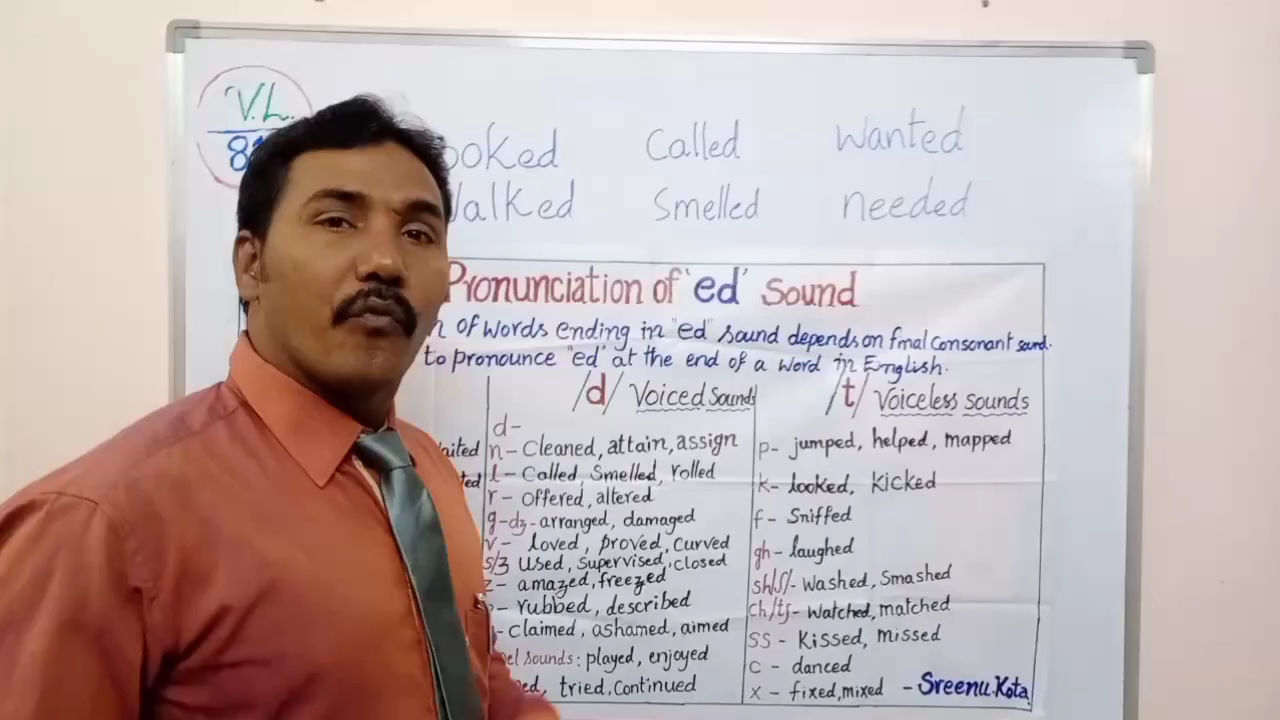 V.L.
Called Wanted
Smelled needed
Pronunciation of 'ed' Sound
of words ending in "ed" sound depends on final consonant sound.
to pronounce "ed" at the end of a word in English.
/d/ Voiced Sounds
/t/ Voiceless sounds
d-
n- Cleaned, attain, assign
l- Called, Smelled, rolled
r- offered, altered
g-dʒ- arranged, damaged
v- loved, proved, curved
s/ʒ used, supervised, closed
z- amazed, freezed
- rubbed, described
- claimed, ashamed, aimed
sounds: played, enjoyed
tried, Continued
p- jumped, helped, mapped
k- looked, kicked
f- Sniffed
gh- laughed
sh/ʃ/- washed, Smashed
ch/tʃ- watched, matched
ss - kissed, missed
c - danced
x - fixed, mixed - Sreenu.Kota